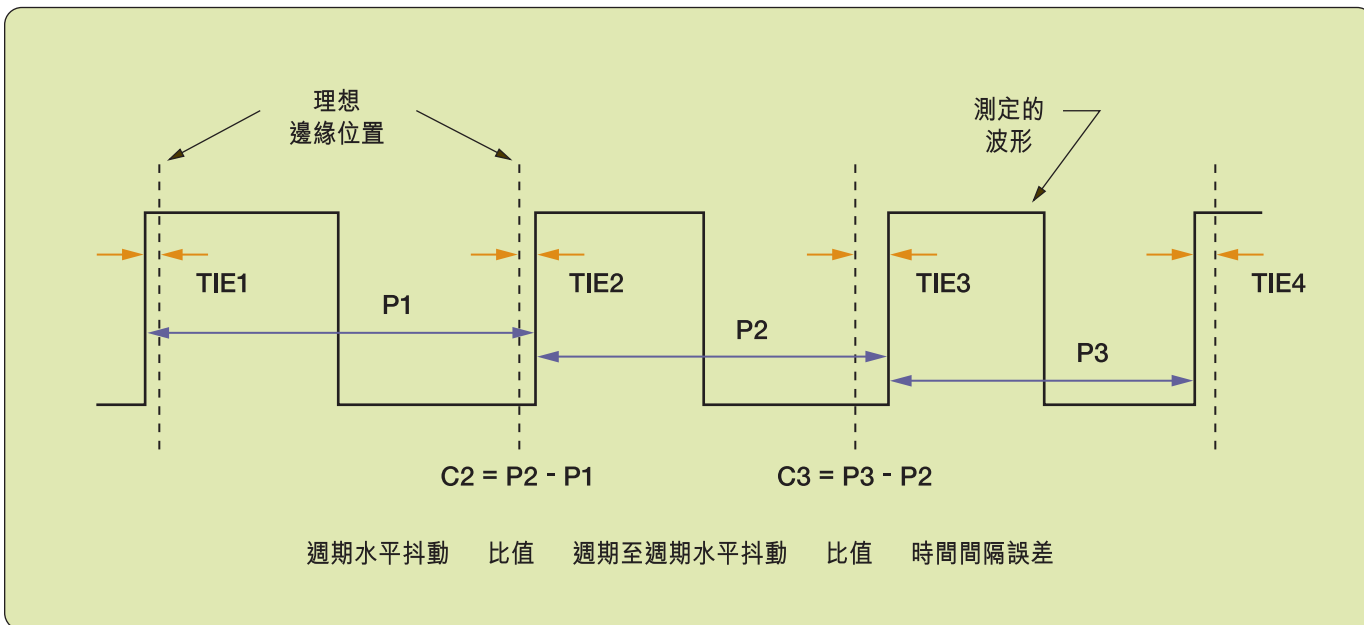 理想
邊緣位置
測定的
波形
TIE1
TIE2
TIE3
TIE4
P1
P2
P3
C2 = P2 - P1
C3 = P3 - P2
週期水平抖動 比值 週期至週期水平抖動 比值 時間間隔誤差